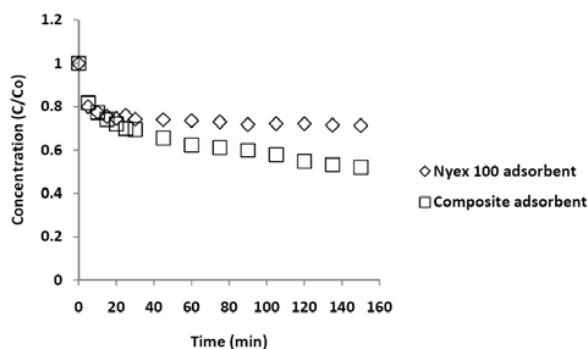 1.2
1
0.8
0.6
0.4
0.2
0
Concentration (C/Co)
0 20 40 60 80 100 120 140 160
Time (min)
Nyex 100 adsorbent
Composite adsorbent